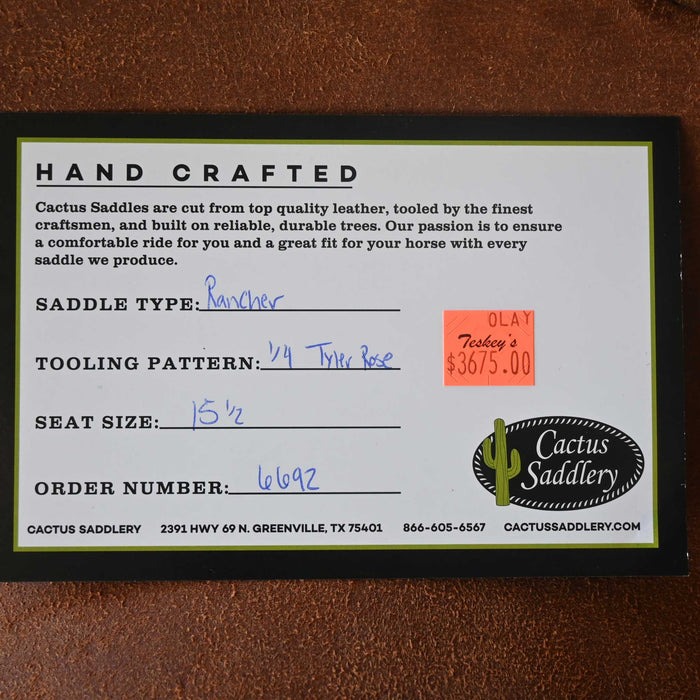 HAND CRAFTED
Cactus Saddles are cut from top quality leather, tooled by the finest
craftsmen, and built on reliable, durable trees. Our passion is to ensure
a comfortable ride for you and a great fit for your horse with every
saddle we produce.
SADDLE TYPE: Rancher
TOOLING PATTERN: 1/4 Tyler Rose
OLAY
Teskey's
$3675.00
SEAT SIZE: 15 1/2
ORDER NUMBER: 6692
Cactus
Saddlery
CACTUS SADDLERY 2391 HWY 69 N. GREENVILLE, TX 75401 866-605-6567 CACTUSSADDLERY.COM